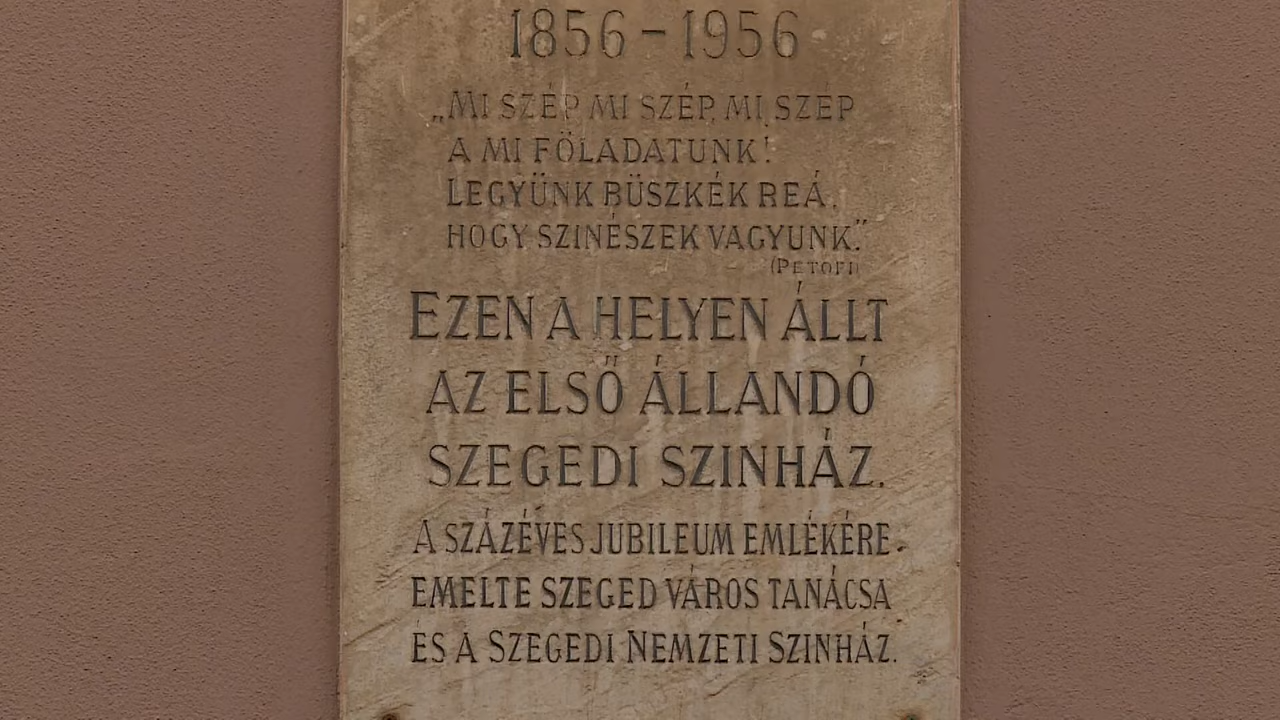 1856 - 1956
„MI SZÉP, MI SZÉP, MI SZÉP
A MI FÖLADATUNK!
LEGYÜNK BÜSZKÉK REÁ,
HOGY SZINÉSZEK VAGYUNK."
(PETŐFI)
EZEN A HELYEN ÁLLT
AZ ELSŐ ÁLLANDÓ
SZEGEDI SZINHÁZ.
A SZÁZÉVES JUBILEUM EMLÉKÉRE
EMELTE SZEGED VÁROS TANÁCSA
ÉS A SZEGEDI NEMZETI SZINHÁZ.